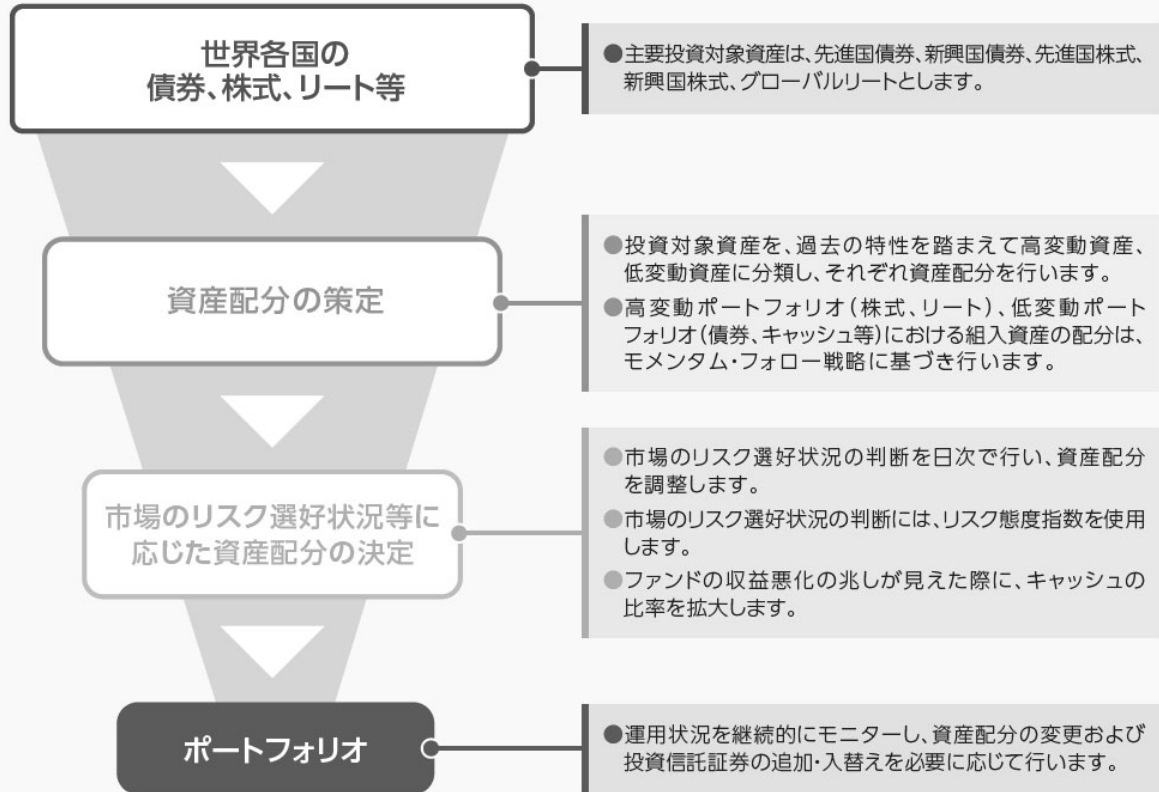 世界各国の
債券、株式、リート等
●主要投資対象資産は、先進国債券、新興国債券、先進国株式、
新興国株式、グローバルリートとします。
資産配分の策定
●投資対象資産を、過去の特性を踏まえて高変動資産、
低変動資産に分類し、それぞれ資産配分を行います。
●高変動ポートフォリオ(株式、リート)、低変動ポート
フォリオ(債券、キャッシュ等)における組入資産の配分は、
モメンタム・フォロー戦略に基づき行います。
市場のリスク選好状況等に
応じた資産配分の決定
●市場のリスク選好状況の判断を日次で行い、資産配分
を調整します。
●市場のリスク選好状況の判断には、リスク態度指数を使用
します。
●ファンドの収益悪化の兆しが見えた際に、キャッシュの
比率を拡大します。
ポートフォリオ
●運用状況を継続的にモニターし、資産配分の変更および
投資信託証券の追加・入替えを必要に応じて行います。